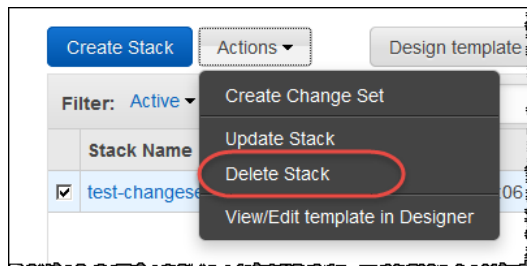 Create Stack Actions Design template
Filter: Active Create Change Set
Stack Name Update Stack
Delete Stack
test-changese :06
View/Edit template in Designer